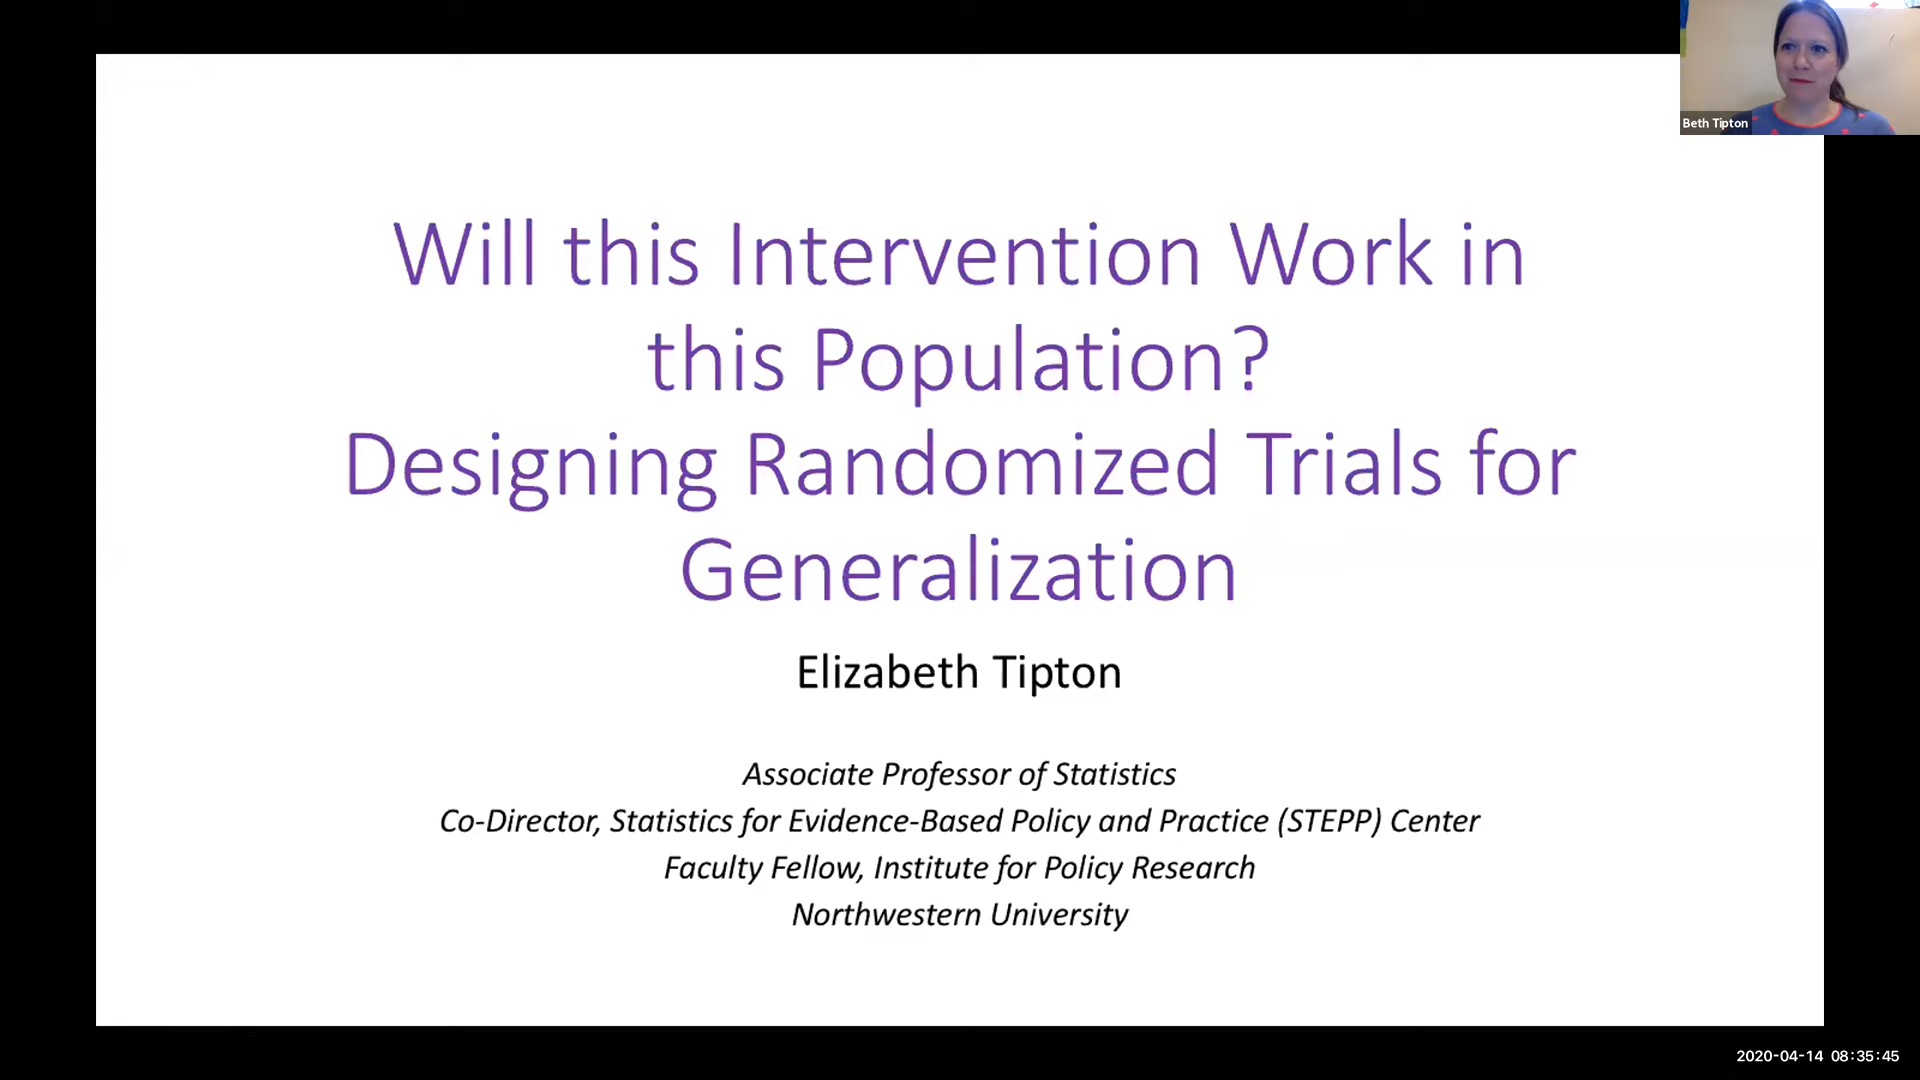 Beth Tipton
Will this Intervention Work in
this Population?
Designing Randomized Trials for
Generalization
Elizabeth Tipton
Associate Professor of Statistics
Co-Director, Statistics for Evidence-Based Policy and Practice (STEPP) Center
Faculty Fellow, Institute for Policy Research
Northwestern University
2020-04-14 08:35:45